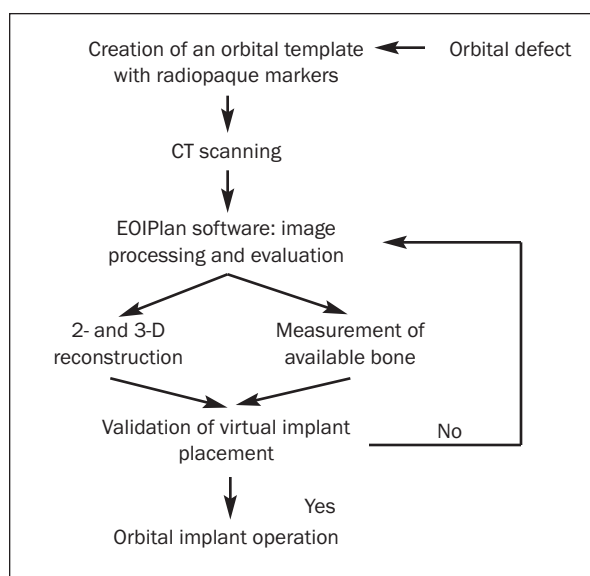 Creation of an orbital template
with radiopaque markers
Orbital defect
CT scanning
EOIPlan software: image
processing and evaluation
2- and 3-D
reconstruction
Measurement of
available bone
Validation of virtual implant
placement
No
Yes
Orbital implant operation